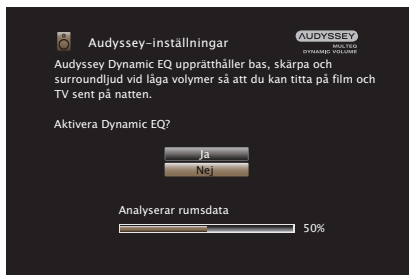 Audyssey-inställningar
AUDYSSEY
MULTEQ
DYNAMIC VOLUME
Audyssey Dynamic EQ upprätthåller bas, skärpa och
surroundljud vid låga volymer så att du kan titta på film och
TV sent på natten.
Aktivera Dynamic EQ?
Ja
Nej
Analyserar rumsdata
50%